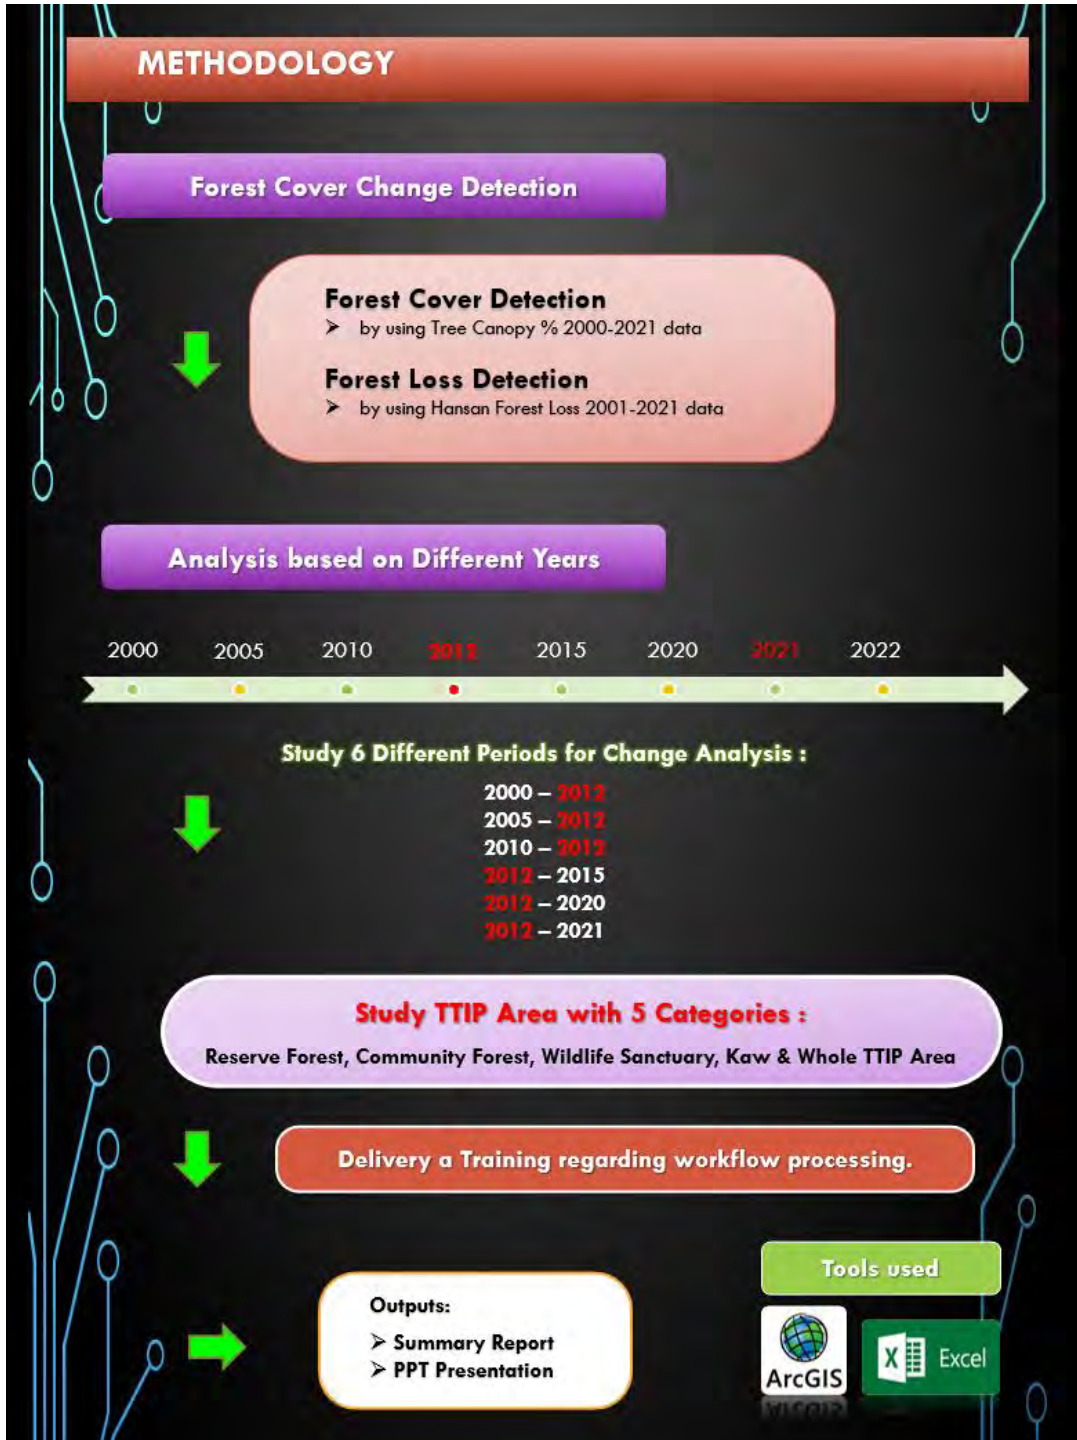 METHODOLOGY
Forest Cover Change Detection
Forest Cover Detection
➢ by using Tree Canopy % 2000-2021 data
Forest Loss Detection
➢ by using Hansan Forest Loss 2001-2021 data
Analysis based on Different Years
2000 2005 2010 2012 2015 2020 2021 2022
Study 6 Different Periods for Change Analysis :
2000 – 2012
2005 – 2012
2010 – 2012
2012 – 2015
2012 – 2020
2012 – 2021
Study TTIP Area with 5 Categories :
Reserve Forest, Community Forest, Wildlife Sanctuary, Kaw & Whole TTIP Area
Delivery a Training regarding workflow processing.
Outputs:
➢ Summary Report
➢ PPT Presentation
Tools used
ArcGIS
X Excel